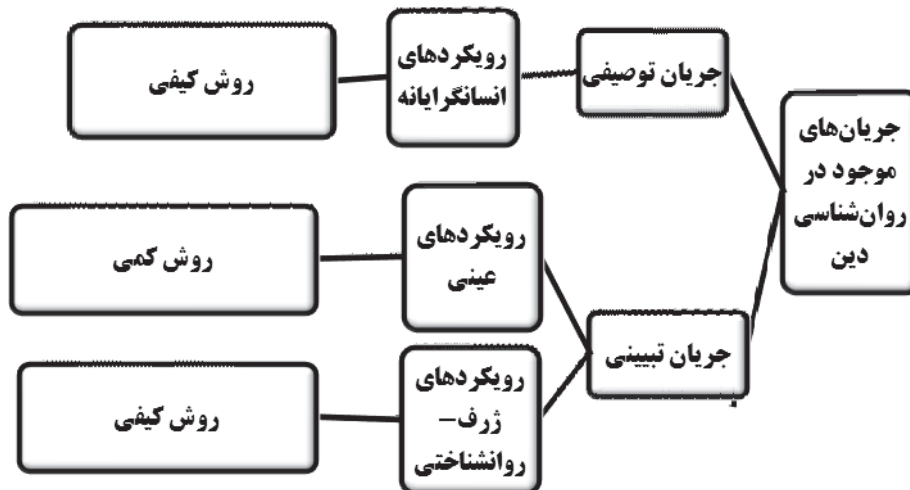 جریان‌های
موجود در
روان‌شناسی
دین
جریان توصیفی
رویکردهای
انسانگرایانه
روش کیفی
جریان تبیینی
رویکردهای
عینی
روش کمی
رویکردهای
ژرف-
روانشناختی
روش کیفی